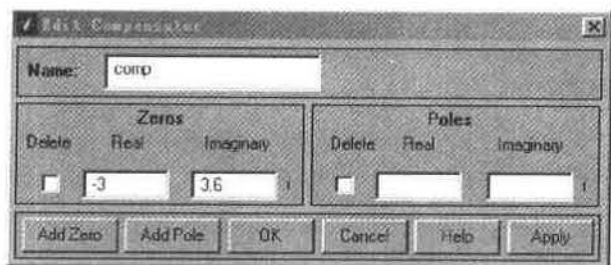 Edit Compensator
Name: comp
Zeros
Delete Real Imaginary
-3 3.6 i
Poles
Delete Real Imaginary
i
Add Zero Add Pole OK Cancel Help Apply